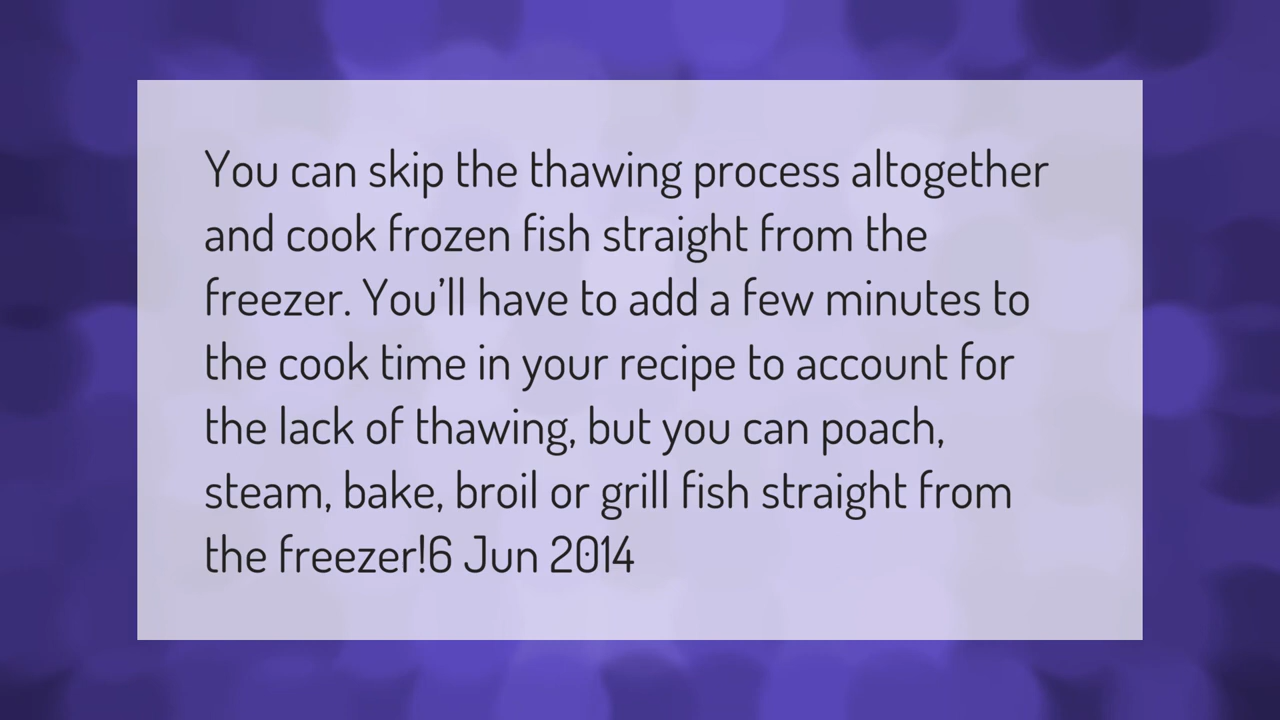 You can skip the thawing process altogether
and cook frozen fish straight from the
freezer. You’ll have to add a few minutes to
the cook time in your recipe to account for
the lack of thawing, but you can poach,
steam, bake, broil or grill fish straight from
the freezer!6 Jun 2014